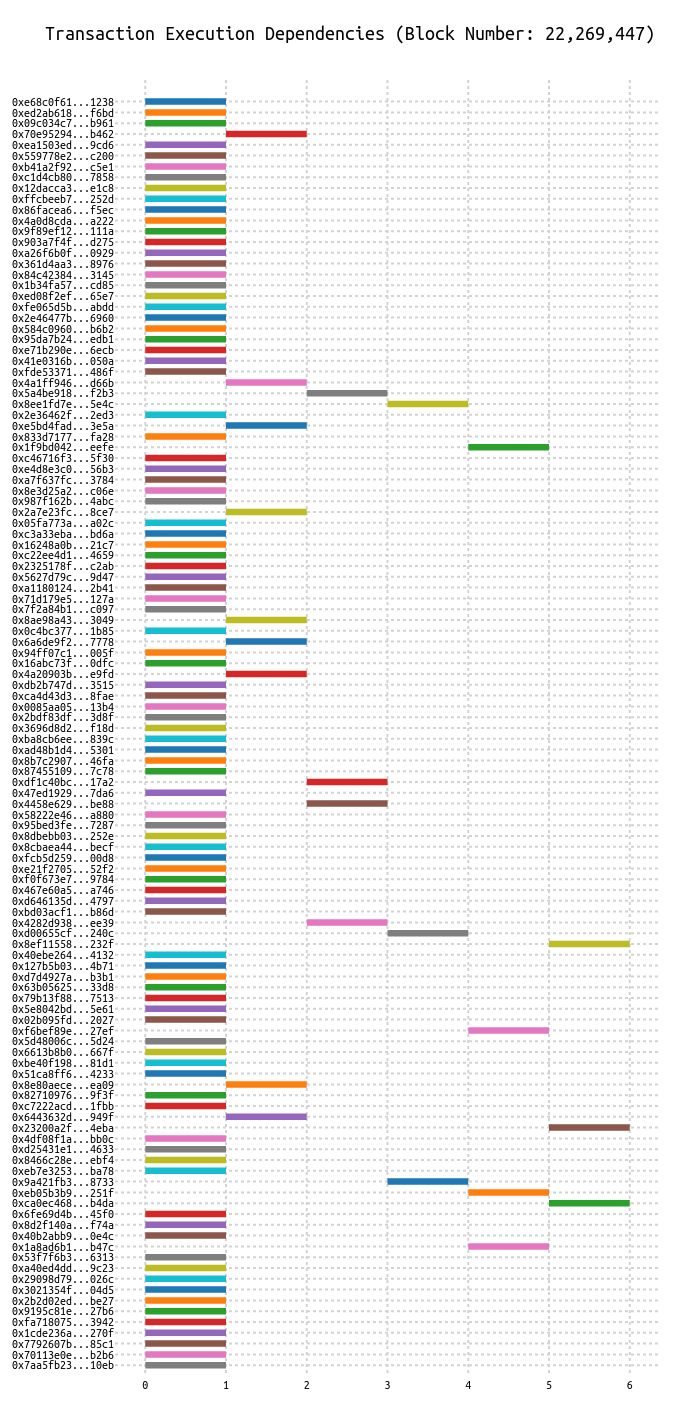 Transaction Execution Dependencies (Block Number: 22,269,447)
0xe68c0f61...1238
0xed2ab618...f6bd
0x09c034c7...b961
0x70e95294...b462
0xea1503ed...9cd6
0x559778e2...c200
0xb41a2f92...c5e1
0xc1d4cb80...7858
0x12dacca3...e1c8
0xffcbeeb7...252d
0x86facea6...f5ec
0x4a0d8cda...a222
0x9f89ef12...111a
0x903a7f4f...d275
0xa26f6b0f...0929
0x361d4aa3...8976
0x84c42384...3145
0x1b34fa57...cd85
0xed08f2ef...65e7
0xfe065d5b...abdd
0x2e46477b...6960
0x584c0960...b6b2
0x95da7b24...edb1
0xe71b290e...6ecb
0x41e0316b...050a
0xfde53371...486f
0x4a1ff946...d66b
0x5a4be918...f2b3
0x8ee1fd7e...5e4c
0x2e36462f...2ed3
0xe5bd4fad...3e5a
0x833d7177...fa28
0x1f9bd042...eefe
0xc46716f3...5f30
0xe4d8e3c0...56b3
0xa7f637fc...3784
0x8e3d25a2...c06e
0x987f162b...4abc
0x2a7e23fc...8ce7
0x05fa773a...a02c
0xc3a33eba...bd6a
0x16248a0b...21c7
0xc22ee4d1...4659
0x2325178f...c2ab
0x5627d79c...9d47
0xa1180124...2b41
0x71d179e5...127a
0x7f2a84b1...c097
0x8ae98a43...3049
0x0c4bc377...1b85
0x6a6de9f2...7778
0x94ff07c1...005f
0x16abc73f...0dfc
0x4a20903b...e9fd
0xdb2b747d...3515
0xca4d43d3...8fae
0x0085aa05...13b4
0x2bdf83df...3d8f
0x3696d8d2...f18d
0xba8cb6ee...839c
0xad48b1d4...5301
0x8b7c2907...46fa
0x87455109...7c78
0xdf1c40bc...17a2
0x47ed1929...7da6
0x4458e629...be88
0x58222e46...a880
0x95bed3fe...7287
0x8dbebb03...252e
0x8cbaea44...becf
0xfcb5d259...00d8
0xe21f2705...52f2
0xf0f673e7...9784
0x467e60a5...a746
0xd646135d...4797
0xbd03acf1...b86d
0x4282d938...ee39
0xd00655cf...240c
0x8ef11558...232f
0x40ebe264...4132
0x127b5b03...4b71
0xd7d4927a...b3b1
0x63b05625...33d8
0x79b13f88...7513
0x5e8042bd...5e61
0x02b095fd...2027
0xf6bef89e...27ef
0x5d48006c...5d24
0x6613b8b0...667f
0xbe40f198...81d1
0x51ca8ff6...4233
0x8e80aece...ea09
0x82710976...9f3f
0xc7222acd...1fbb
0x6443632d...949f
0x23200a2f...4eba
0x4df08f1a...bb0c
0xd25431e1...4633
0x8466c28e...ebf4
0xeb7e3253...ba78
0x9a421fb3...8733
0xeb05b3b9...251f
0xca0ec468...b4da
0x6fe69d4b...45f0
0x8d2f140a...f74a
0x40b2abb9...0e4c
0x1a8ad6b1...b47c
0x53f7f6b3...6313
0xa40ed4dd...9c23
0x29098d79...026c
0x3021354f...04d5
0x2b2d02ed...be27
0x9195c81e...27b6
0xfa718075...3942
0x1cde236a...270f
0x7792607b...85c1
0x70113e0e...b2b6
0x7aa5fb23...10eb
0 1 2 3 4 5 6